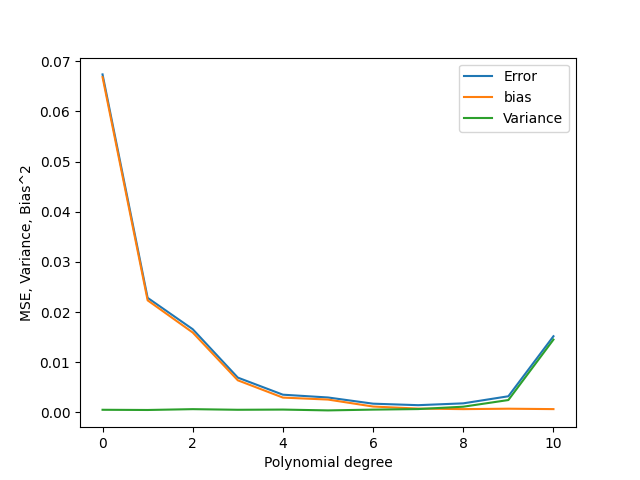 Error
bias
Variance
MSE, Variance, Bias^2
0.07
0.06
0.05
0.04
0.03
0.02
0.01
0.00
0 2 4 6 8 10
Polynomial degree